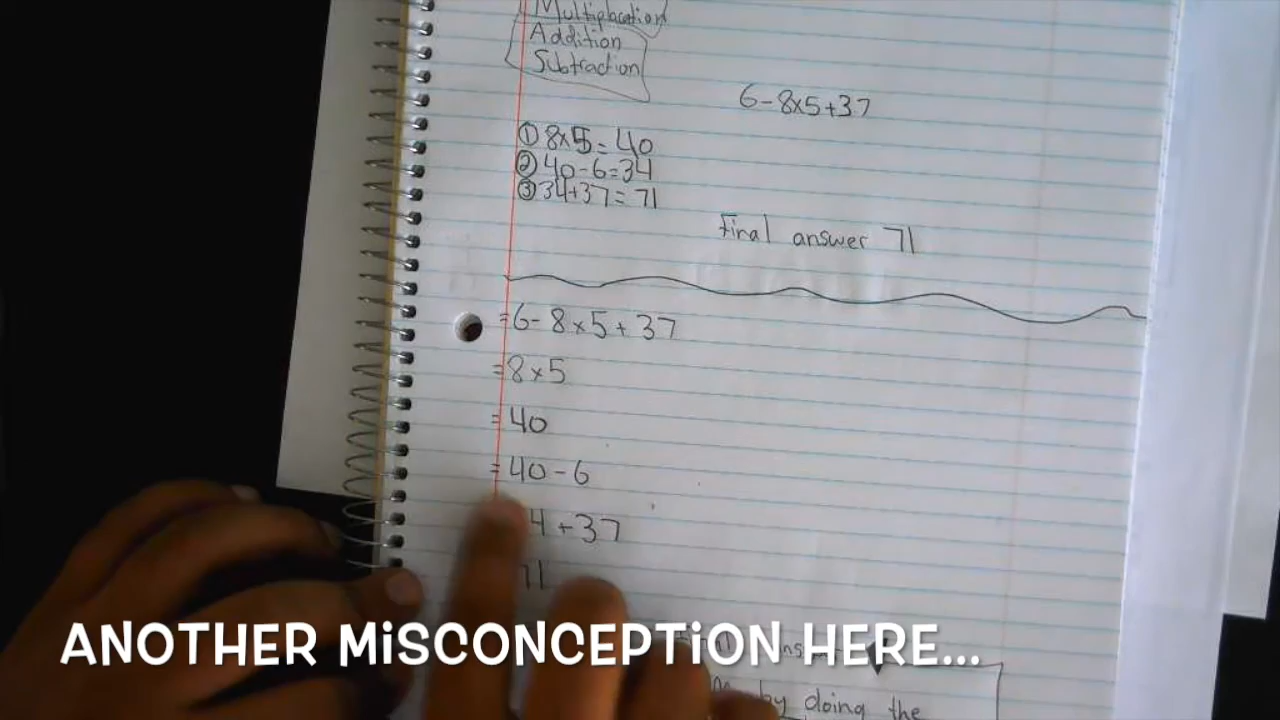 Multiplication
Addition
Subtraction
6-8x5+37
① 8x5=40
② 40-6=34
③ 34+37=71
Final answer 71
=6-8x5+37
=8x5
=40
=40-6
4+37
71
ANOTHER MISCONCEPTION HERE...
by doing the